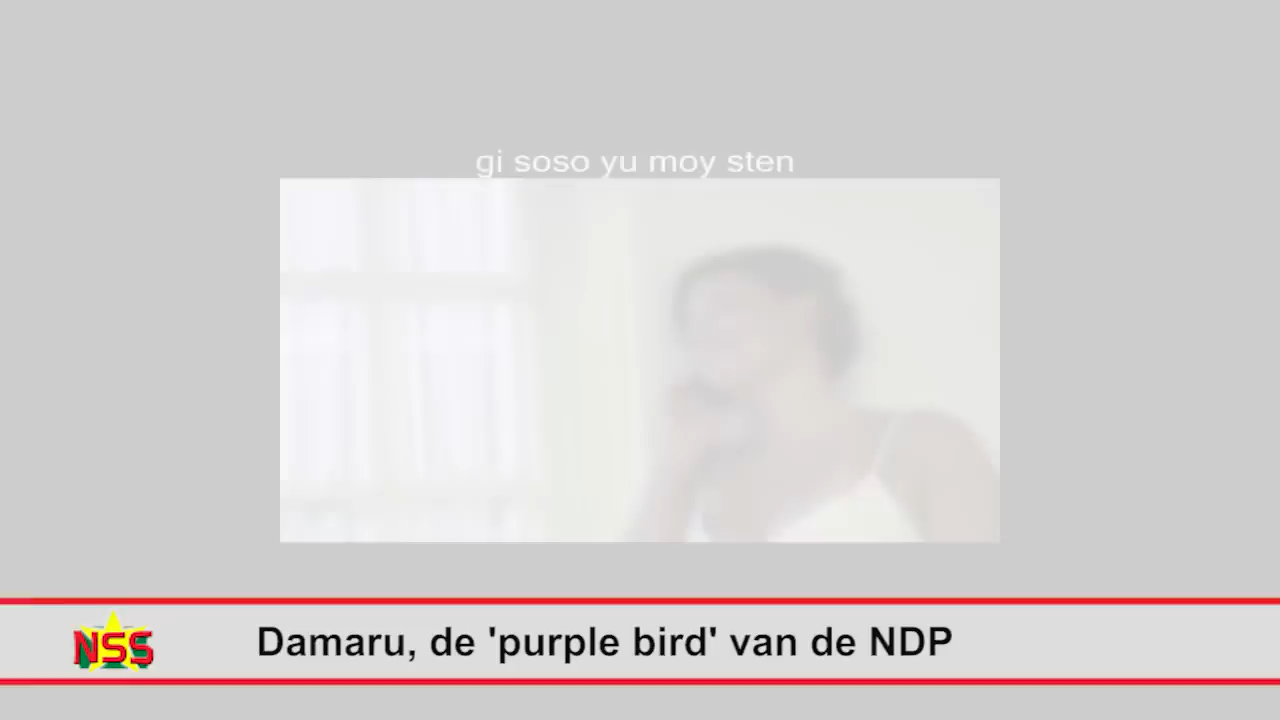 gi soso yu moy sten
NSS
Damaru, de 'purple bird' van de NDP